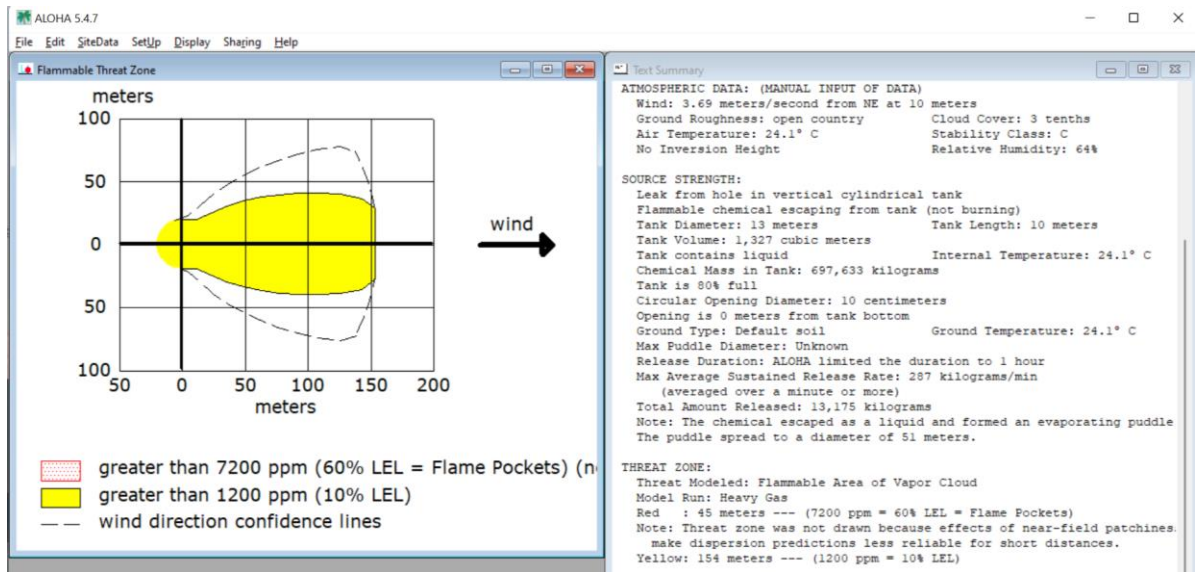 ALOHA 5.4.7
File Edit SiteData SetUp Display Sharing Help
Flammable Threat Zone
meters
100
50
0
50
100
50 0 50 100 150 200
meters
wind
greater than 7200 ppm (60% LEL = Flame Pockets) (n
greater than 1200 ppm (10% LEL)
wind direction confidence lines
Text Summary
ATMOSPHERIC DATA: (MANUAL INPUT OF DATA)
Wind: 3.69 meters/second from NE at 10 meters
Ground Roughness: open country Cloud Cover: 3 tenths
Air Temperature: 24.1° C Stability Class: C
No Inversion Height Relative Humidity: 64%
SOURCE STRENGTH:
Leak from hole in vertical cylindrical tank
Flammable chemical escaping from tank (not burning)
Tank Diameter: 13 meters Tank Length: 10 meters
Tank Volume: 1,327 cubic meters
Tank contains liquid Internal Temperature: 24.1° C
Chemical Mass in Tank: 697,633 kilograms
Tank is 80% full
Circular Opening Diameter: 10 centimeters
Opening is 0 meters from tank bottom
Ground Type: Default soil Ground Temperature: 24.1° C
Max Puddle Diameter: Unknown
Release Duration: ALOHA limited the duration to 1 hour
Max Average Sustained Release Rate: 287 kilograms/min
(averaged over a minute or more)
Total Amount Released: 13,175 kilograms
Note: The chemical escaped as a liquid and formed an evaporating puddle
The puddle spread to a diameter of 51 meters.
THREAT ZONE:
Threat Modeled: Flammable Area of Vapor Cloud
Model Run: Heavy Gas
Red : 45 meters --- (7200 ppm = 60% LEL = Flame Pockets)
Note: Threat zone was not drawn because effects of near-field patchines
make dispersion predictions less reliable for short distances.
Yellow: 154 meters --- (1200 ppm = 10% LEL)